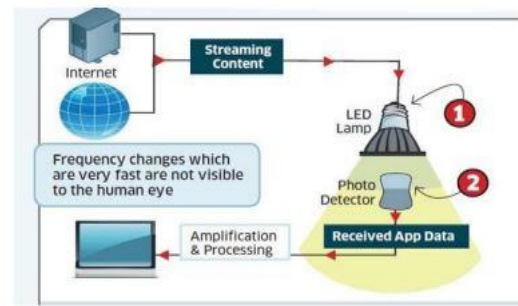 Internet
Streaming
Content
LED
Lamp
1
Frequency changes which
are very fast are not visible
to the human eye
Photo
Detector
2
Amplification
& Processing
Received App Data